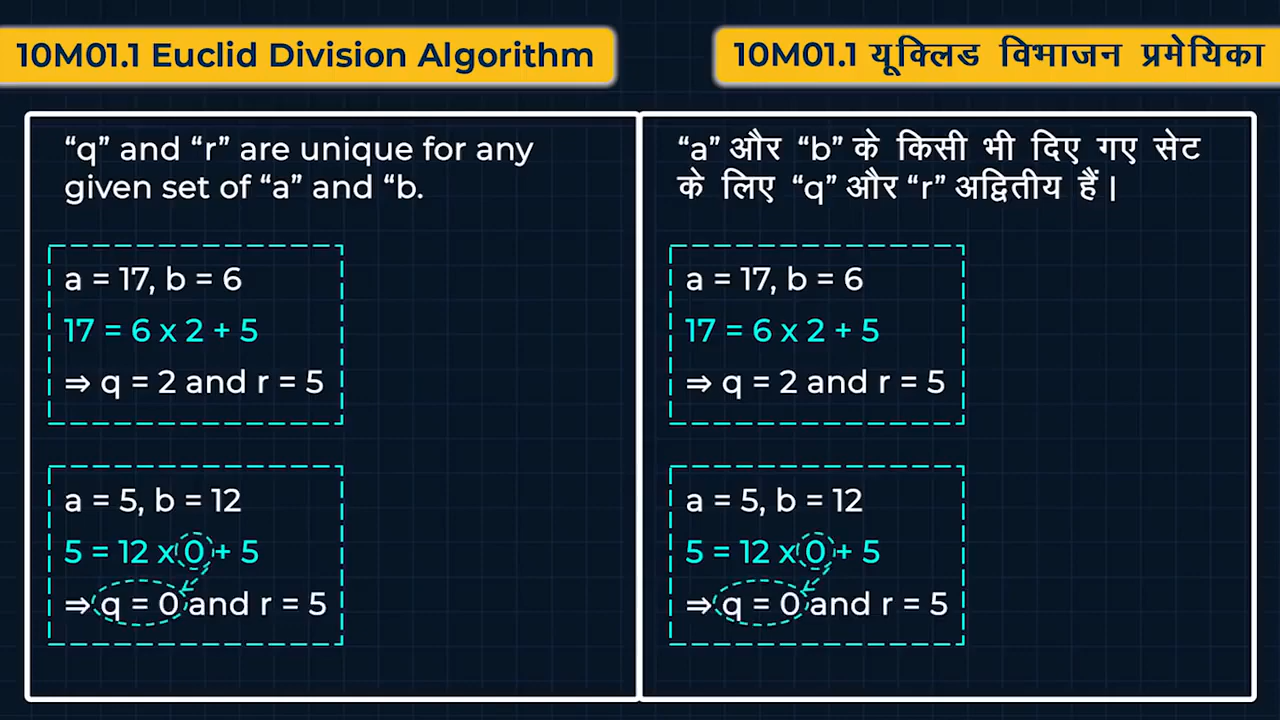 10M01.1 Euclid Division Algorithm
10M01.1 यूक्लिड विभाजन प्रमेयिका
“q” and “r” are unique for any
given set of “a” and “b.
a = 17, b = 6
17 = 6 x 2 + 5
⇒ q = 2 and r = 5
a = 5, b = 12
5 = 12 x 0 + 5
⇒ q = 0 and r = 5
“a” और “b” के किसी भी दिए गए सेट
के लिए “q” और “r” अद्वितीय हैं।
a = 17, b = 6
17 = 6 x 2 + 5
⇒ q = 2 and r = 5
a = 5, b = 12
5 = 12 x 0 + 5
⇒ q = 0 and r = 5